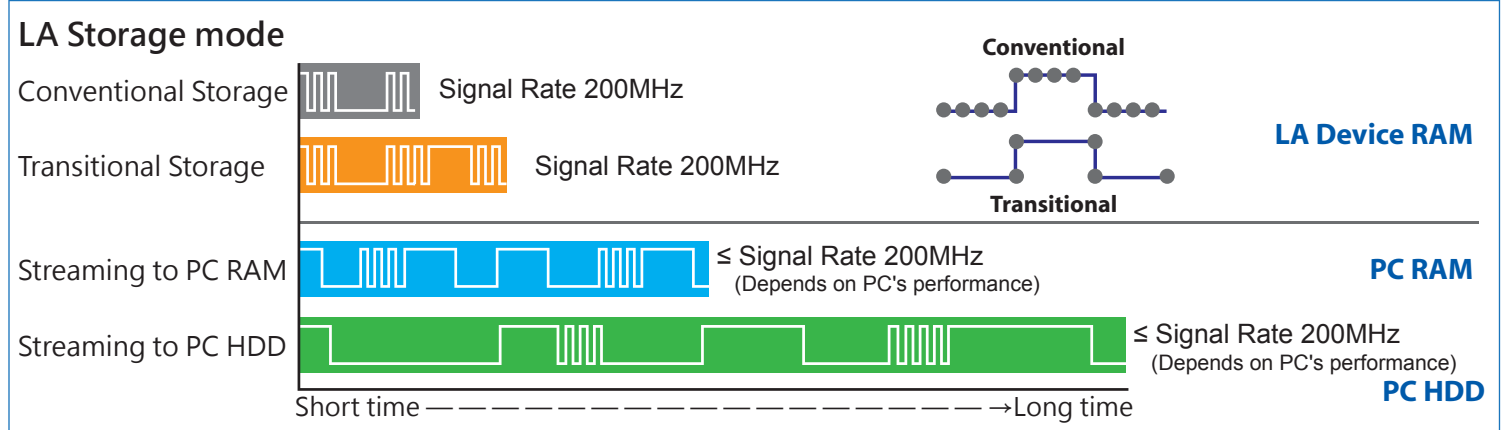 LA Storage mode
Conventional Storage
Signal Rate 200MHz
Conventional
LA Device RAM
Transitional Storage
Signal Rate 200MHz
Transitional
Streaming to PC RAM
≤ Signal Rate 200MHz
(Depends on PC's performance)
PC RAM
Streaming to PC HDD
≤ Signal Rate 200MHz
(Depends on PC's performance)
PC HDD
Short time — — — — — — — — — — — — — — — — →Long time